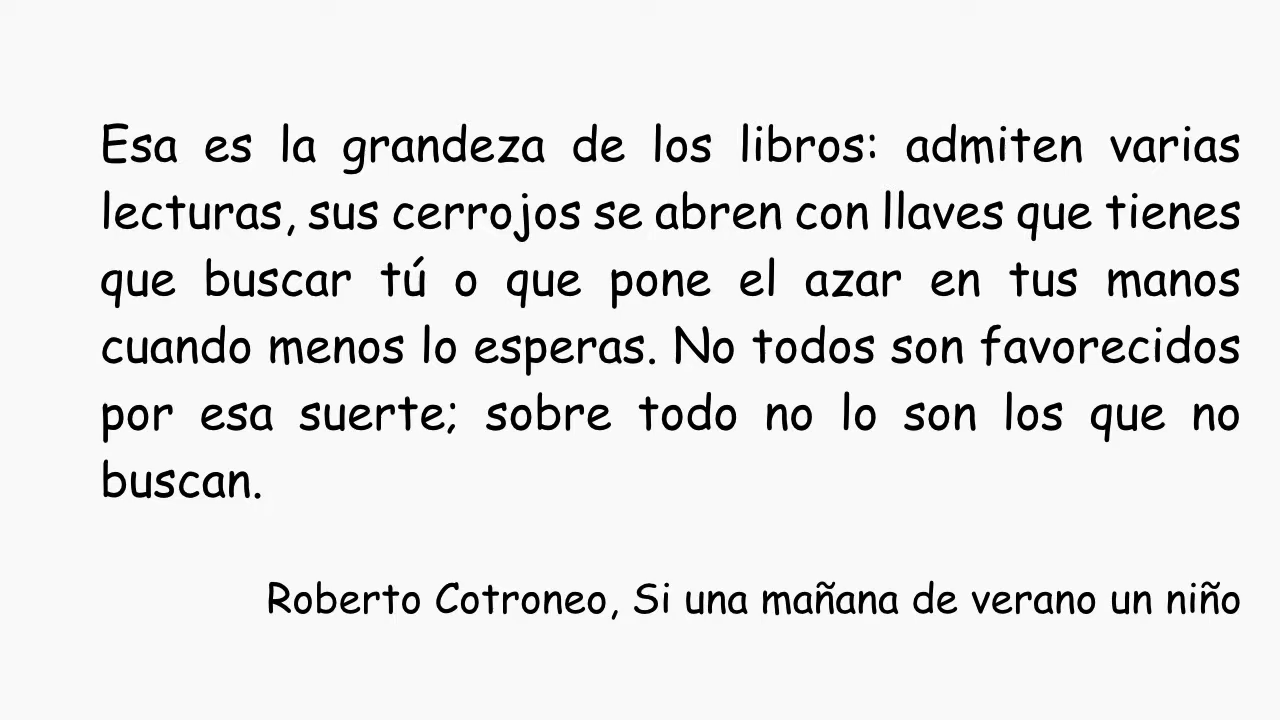 Esa es la grandeza de los libros: admiten varias
lecturas, sus cerrojos se abren con llaves que tienes
que buscar tú o que pone el azar en tus manos
cuando menos lo esperas. No todos son favorecidos
por esa suerte; sobre todo no lo son los que no
buscan.
Roberto Cotroneo, Si una mañana de verano un niño